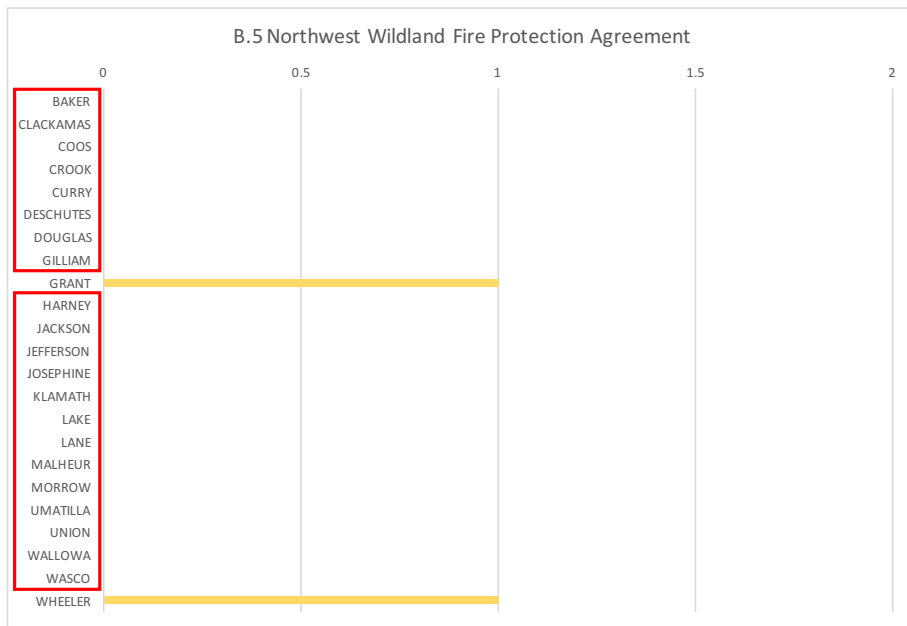 B.5 Northwest Wildland Fire Protection Agreement
0 0.5 1 1.5 2
BAKER
CLACKAMAS
COOS
CROOK
CURRY
DESCHUTES
DOUGLAS
GILLIAM
GRANT
HARNEY
JACKSON
JEFFERSON
JOSEPHINE
KLAMATH
LAKE
LANE
MALHEUR
MORROW
UMATILLA
UNION
WALLOWA
WASCO
WHEELER